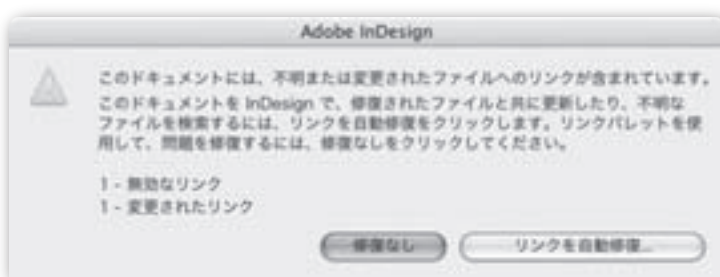 Adobe InDesign
このドキュメントには、不明または変更されたファイルへのリンクが含まれています。
このドキュメントを InDesign で、修復されたファイルと共に更新したり、不明な
ファイルを検索するには、リンクを自動修復をクリックします。リンクパレットを使
用して、問題を修復するには、修復なしをクリックしてください。
1 - 無効なリンク
1 - 変更されたリンク
修復なし
リンクを自動修復...